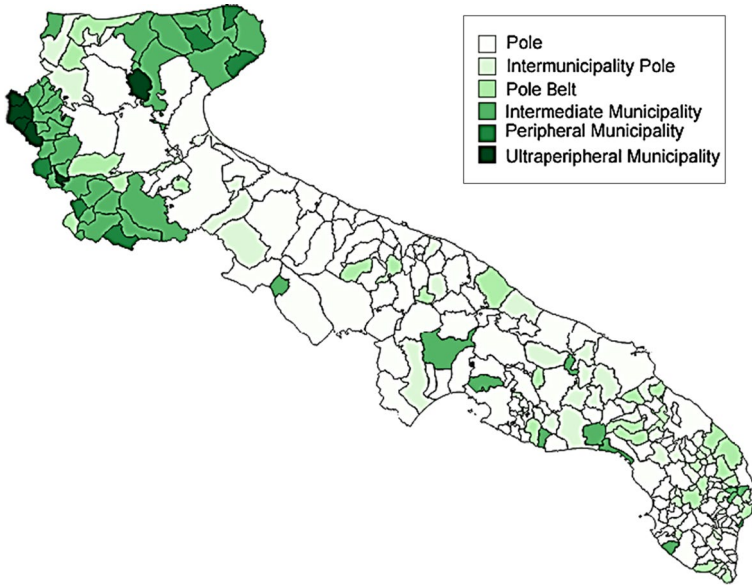 Pole
Intermunicipality Pole
Pole Belt
Intermediate Municipality
Peripheral Municipality
Ultraperipheral Municipality